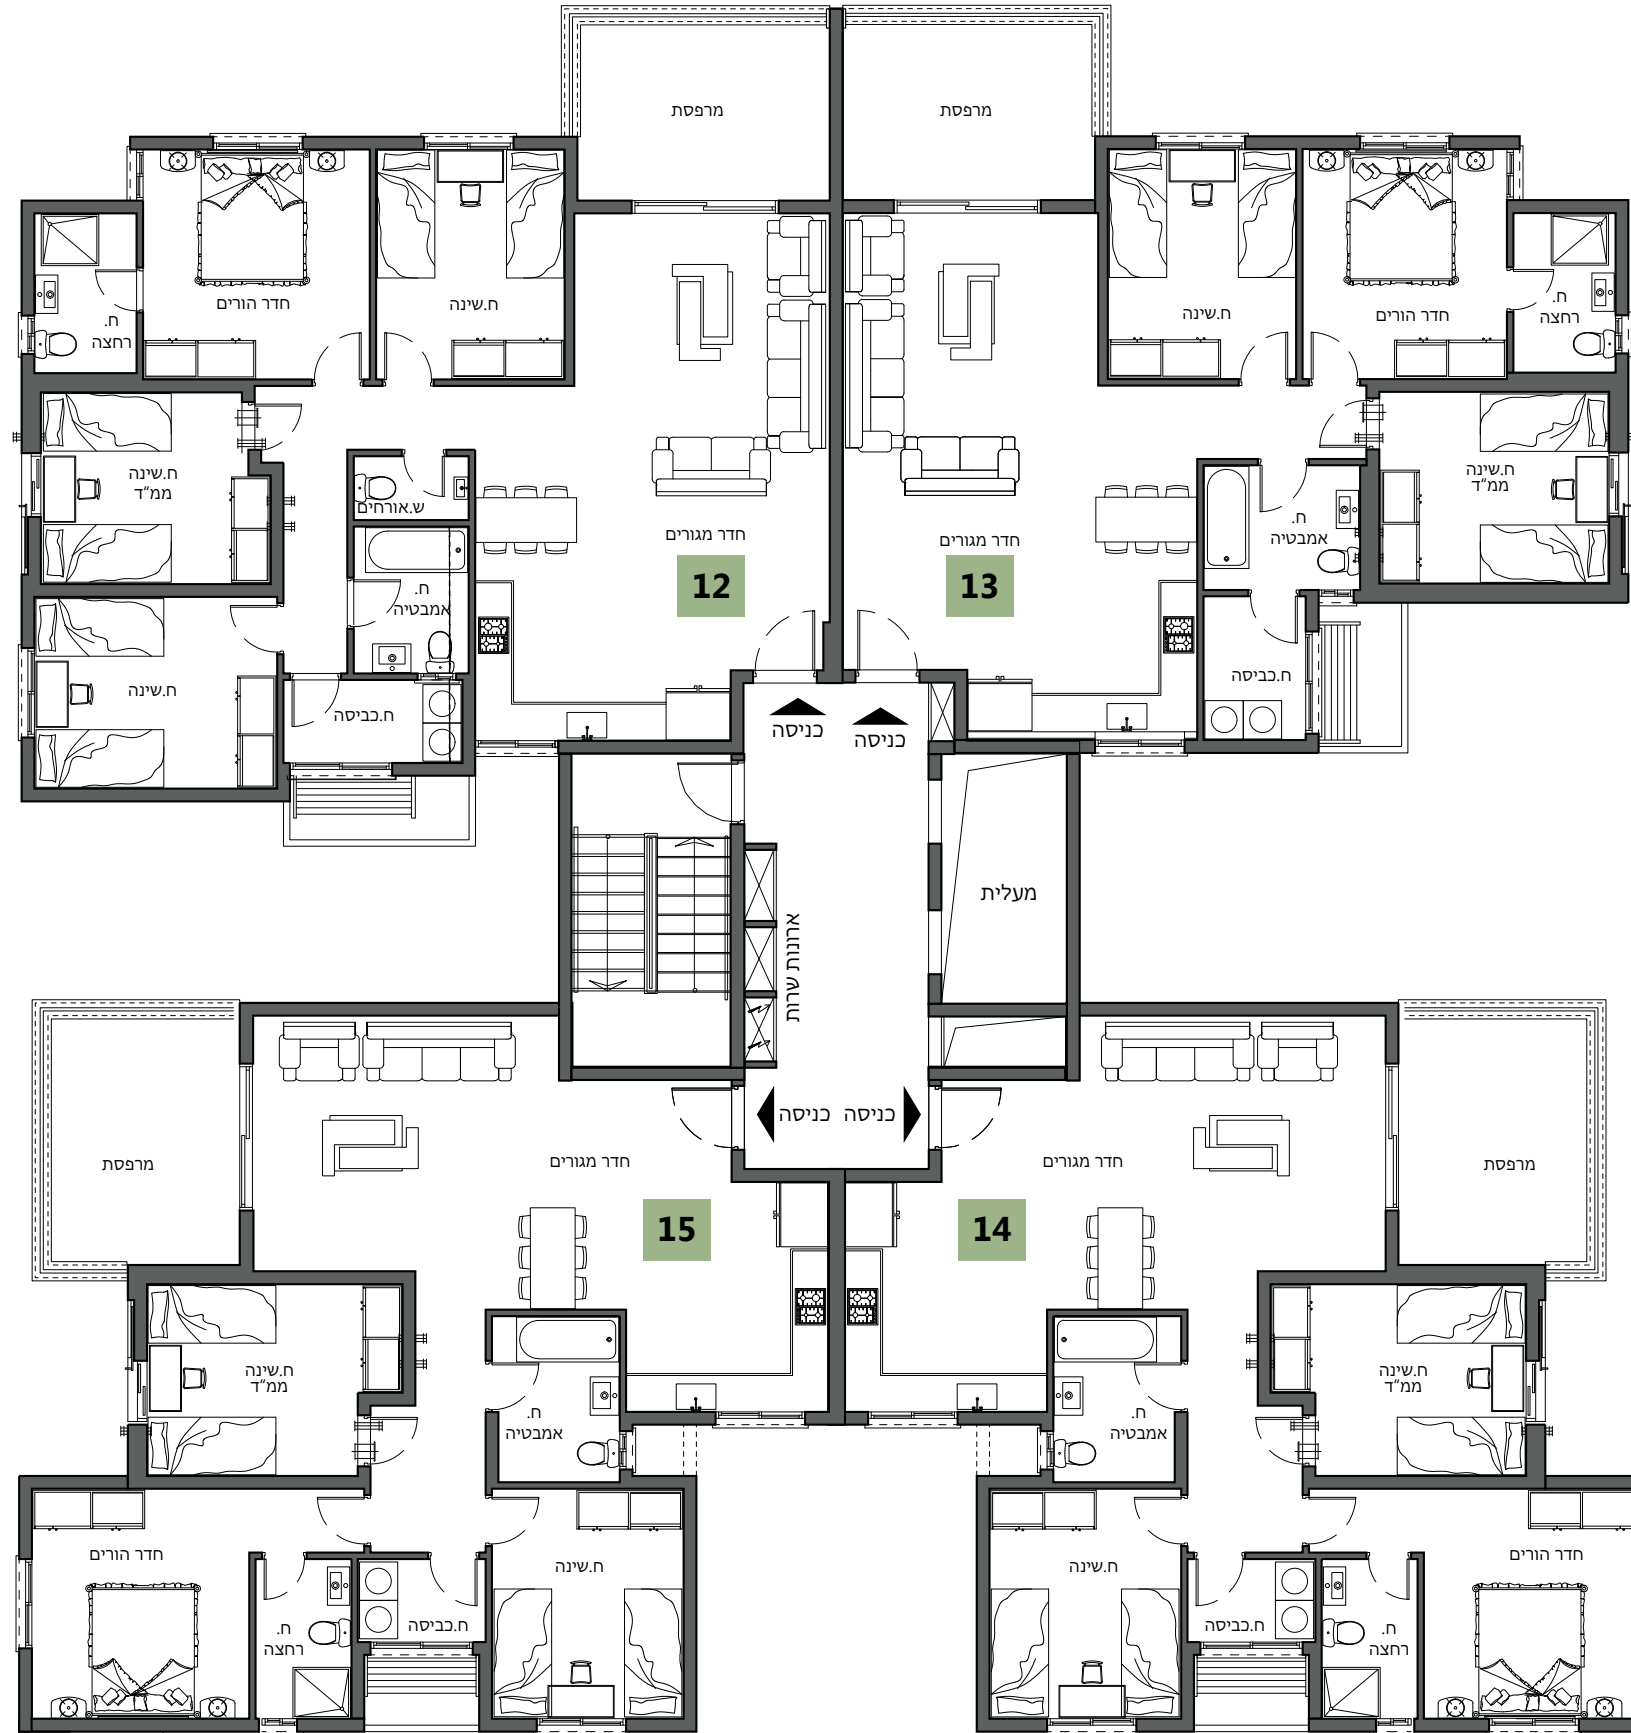 מרפסת
מרפסת
חדר הורים
ח.שינה
ח.
רחצה
ח.שינה
ממ"ד
ש.אורחים
חדר מגורים
12
ח.
אמבטיה
ח.שינה
ח.כביסה
כניסה
ח.שינה
חדר הורים
ח.
רחצה
ח.שינה
ממ"ד
חדר מגורים
13
ח.
אמבטיה
ח.כביסה
כניסה
מעלית
ארונות שרות
כניסה
כניסה
מרפסת
חדר מגורים
15
ח.שינה
ממ"ד
ח.
אמבטיה
חדר הורים
ח.שינה
ח.
רחצה
ח.כביסה
חדר מגורים
14
מרפסת
ח.שינה
ממ"ד
ח.
אמבטיה
ח.שינה
חדר הורים
ח.כביסה
ח.
רחצה